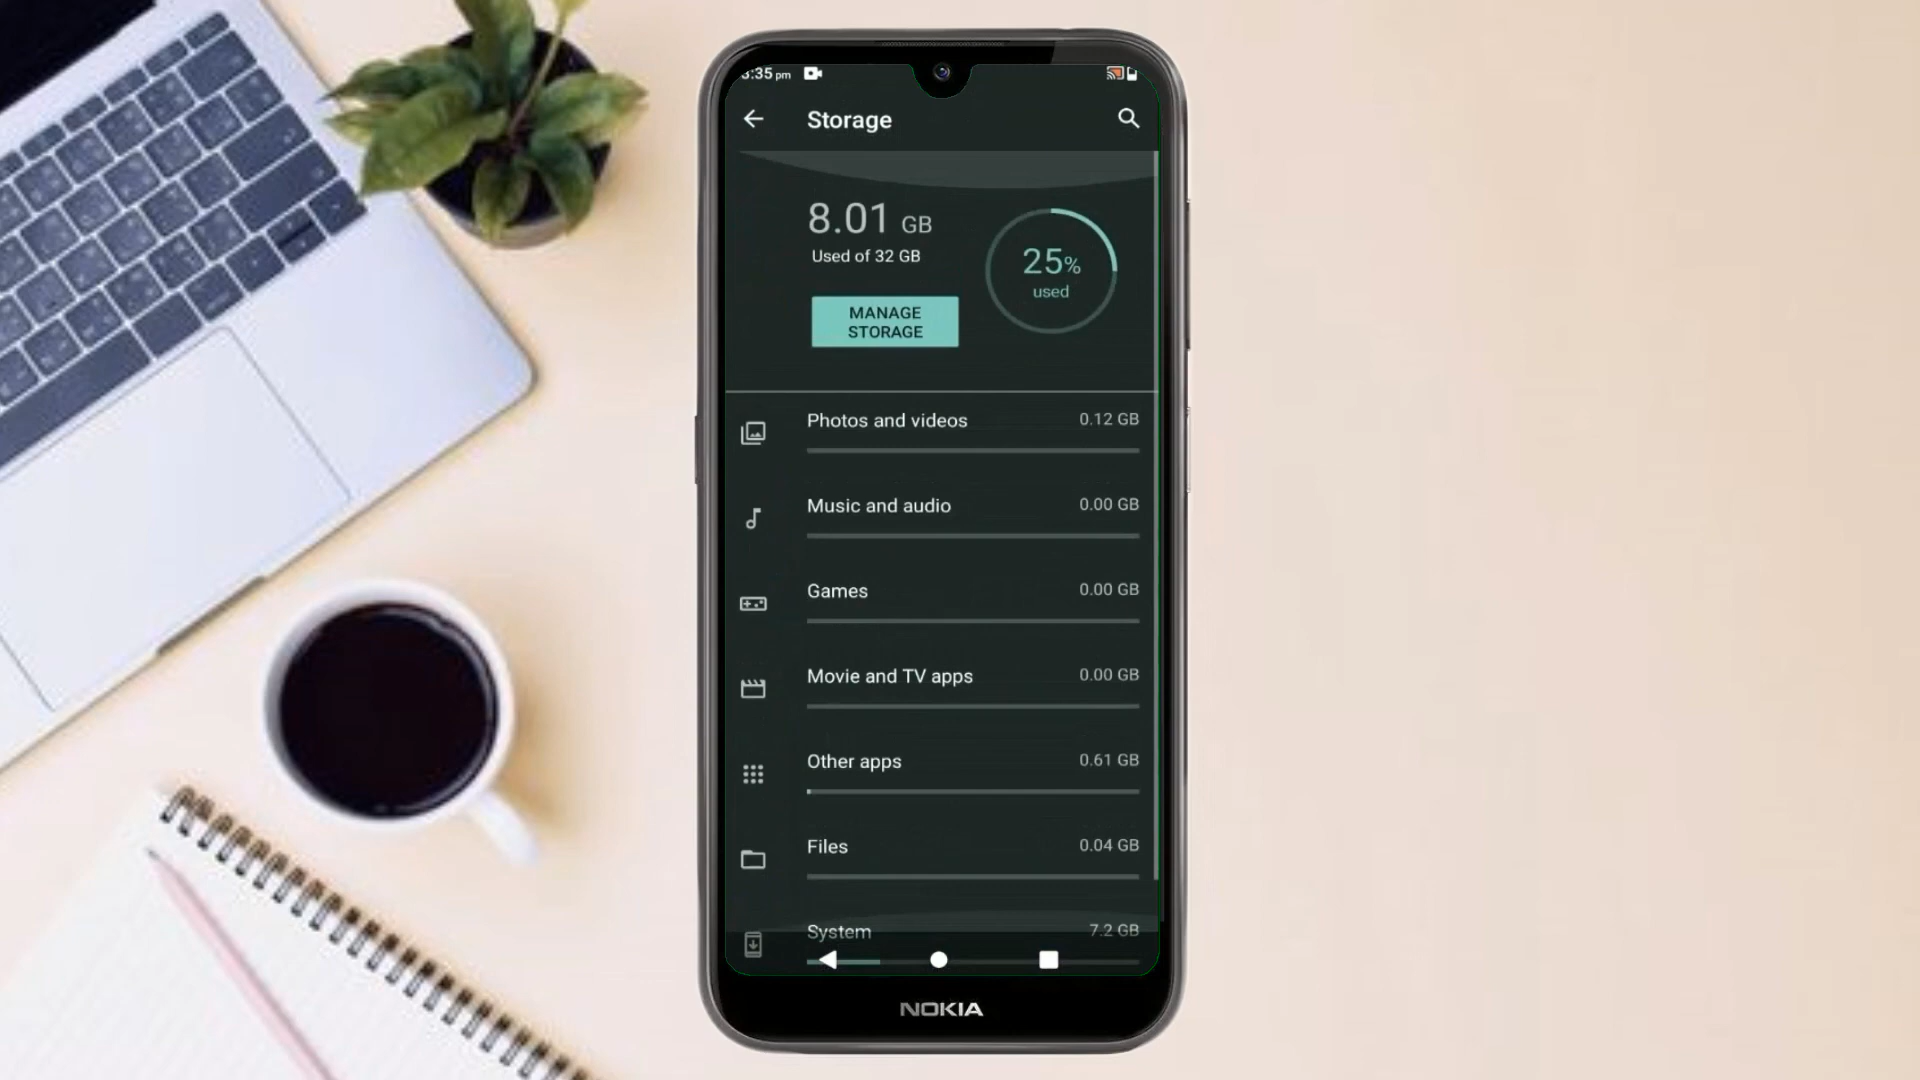 :35 pm
Storage
8.01 GB
Used of 32 GB
25%
used
MANAGE
STORAGE
Photos and videos 0.12 GB
Music and audio 0.00 GB
Games 0.00 GB
Movie and TV apps 0.00 GB
Other apps 0.61 GB
Files 0.04 GB
System 7.2 GB
NOKIA